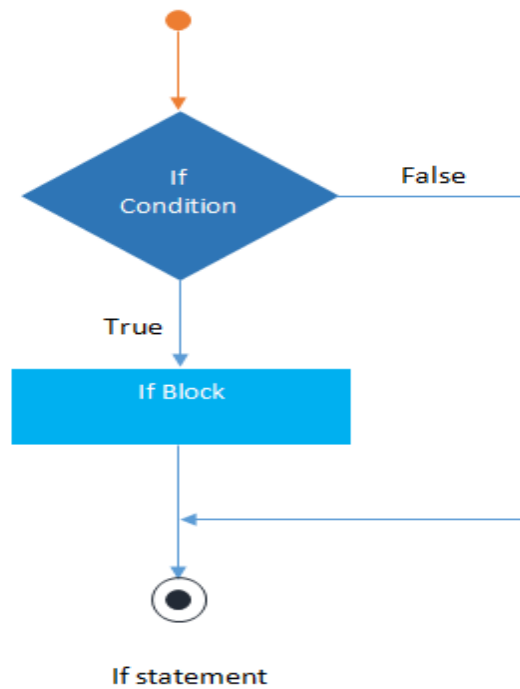 If
Condition
False
True
If Block
If statement